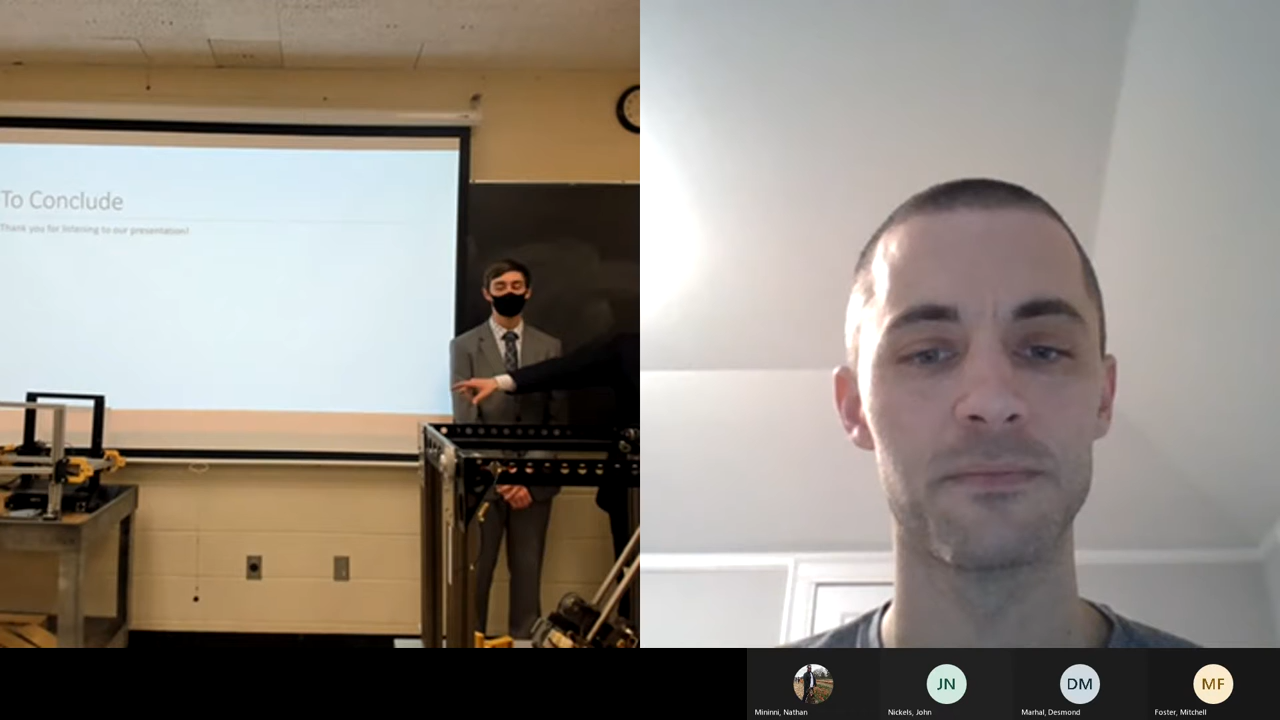 To Conclude
Thank you for listening to our presentation!
JN
DM
MF
Mininni, Nathan
Nickels, John
Marhal, Desmond
Foster, Mitchell